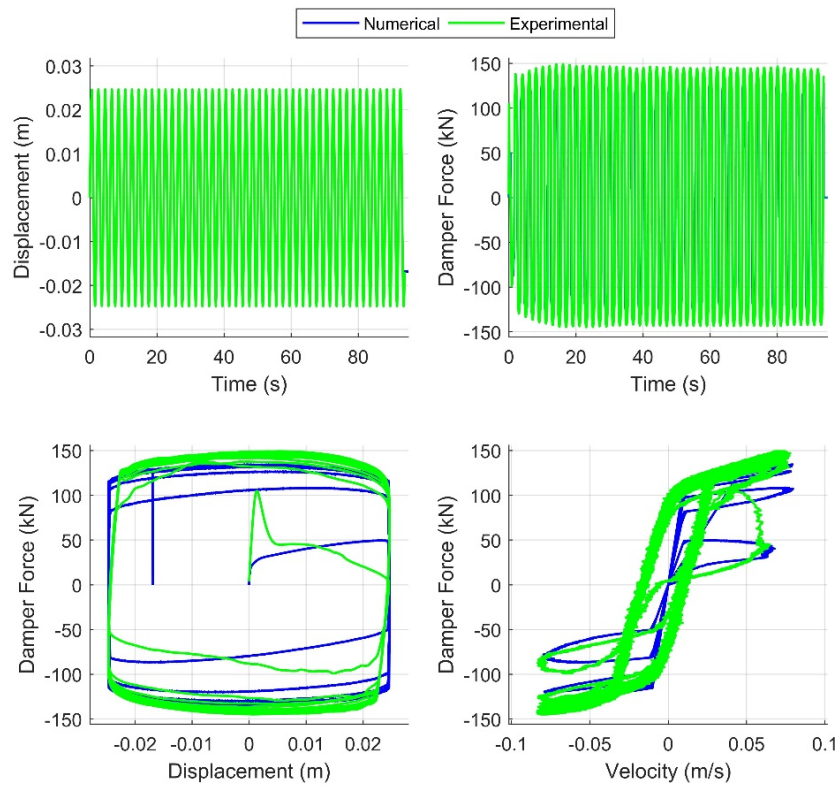 Numerical Experimental
0.03
0.02
0.01
0
-0.01
-0.02
-0.03
Displacement (m)
0 20 40 60 80
Time (s)
150
100
50
0
-50
-100
-150
Damper Force (kN)
0 20 40 60 80
Time (s)
150
100
50
0
-50
-100
-150
Damper Force (kN)
-0.02 -0.01 0 0.01 0.02
Displacement (m)
150
100
50
0
-50
-100
-150
Damper Force (kN)
-0.1 -0.05 0 0.05 0.1
Velocity (m/s)